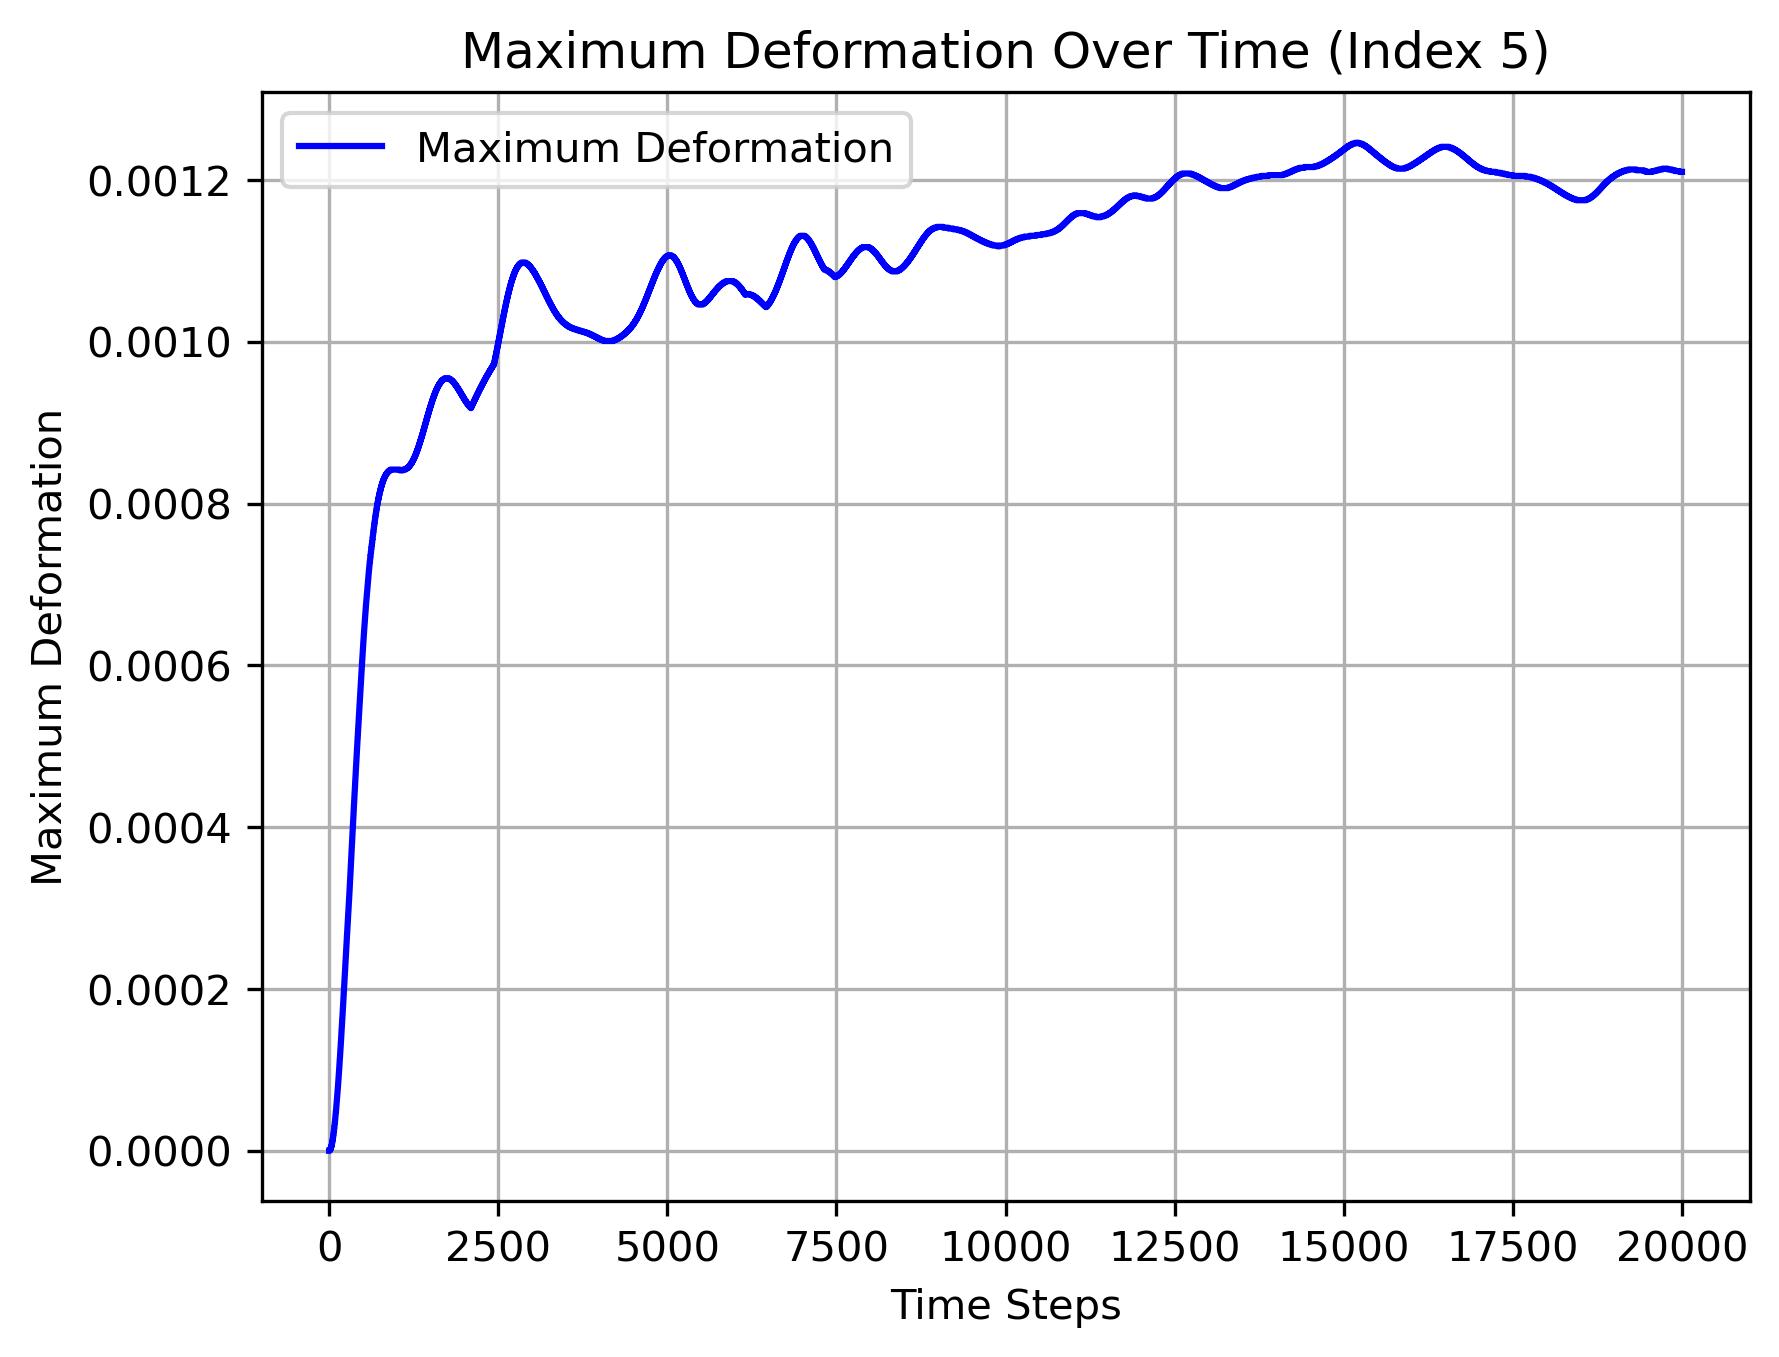 Maximum Deformation Over Time (Index 5)
Maximum Deformation
Maximum Deformation
0.0012
0.0010
0.0008
0.0006
0.0004
0.0002
0.0000
0 2500 5000 7500 10000 12500 15000 17500 20000
Time Steps